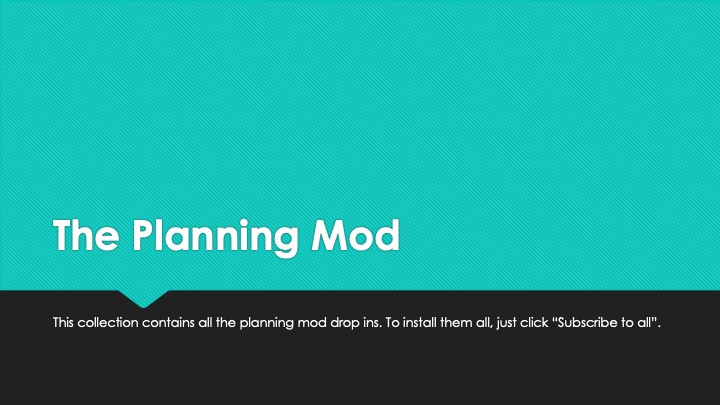 The Planning Mod
This collection contains all the planning mod drop ins. To install them all, just click “Subscribe to all”.